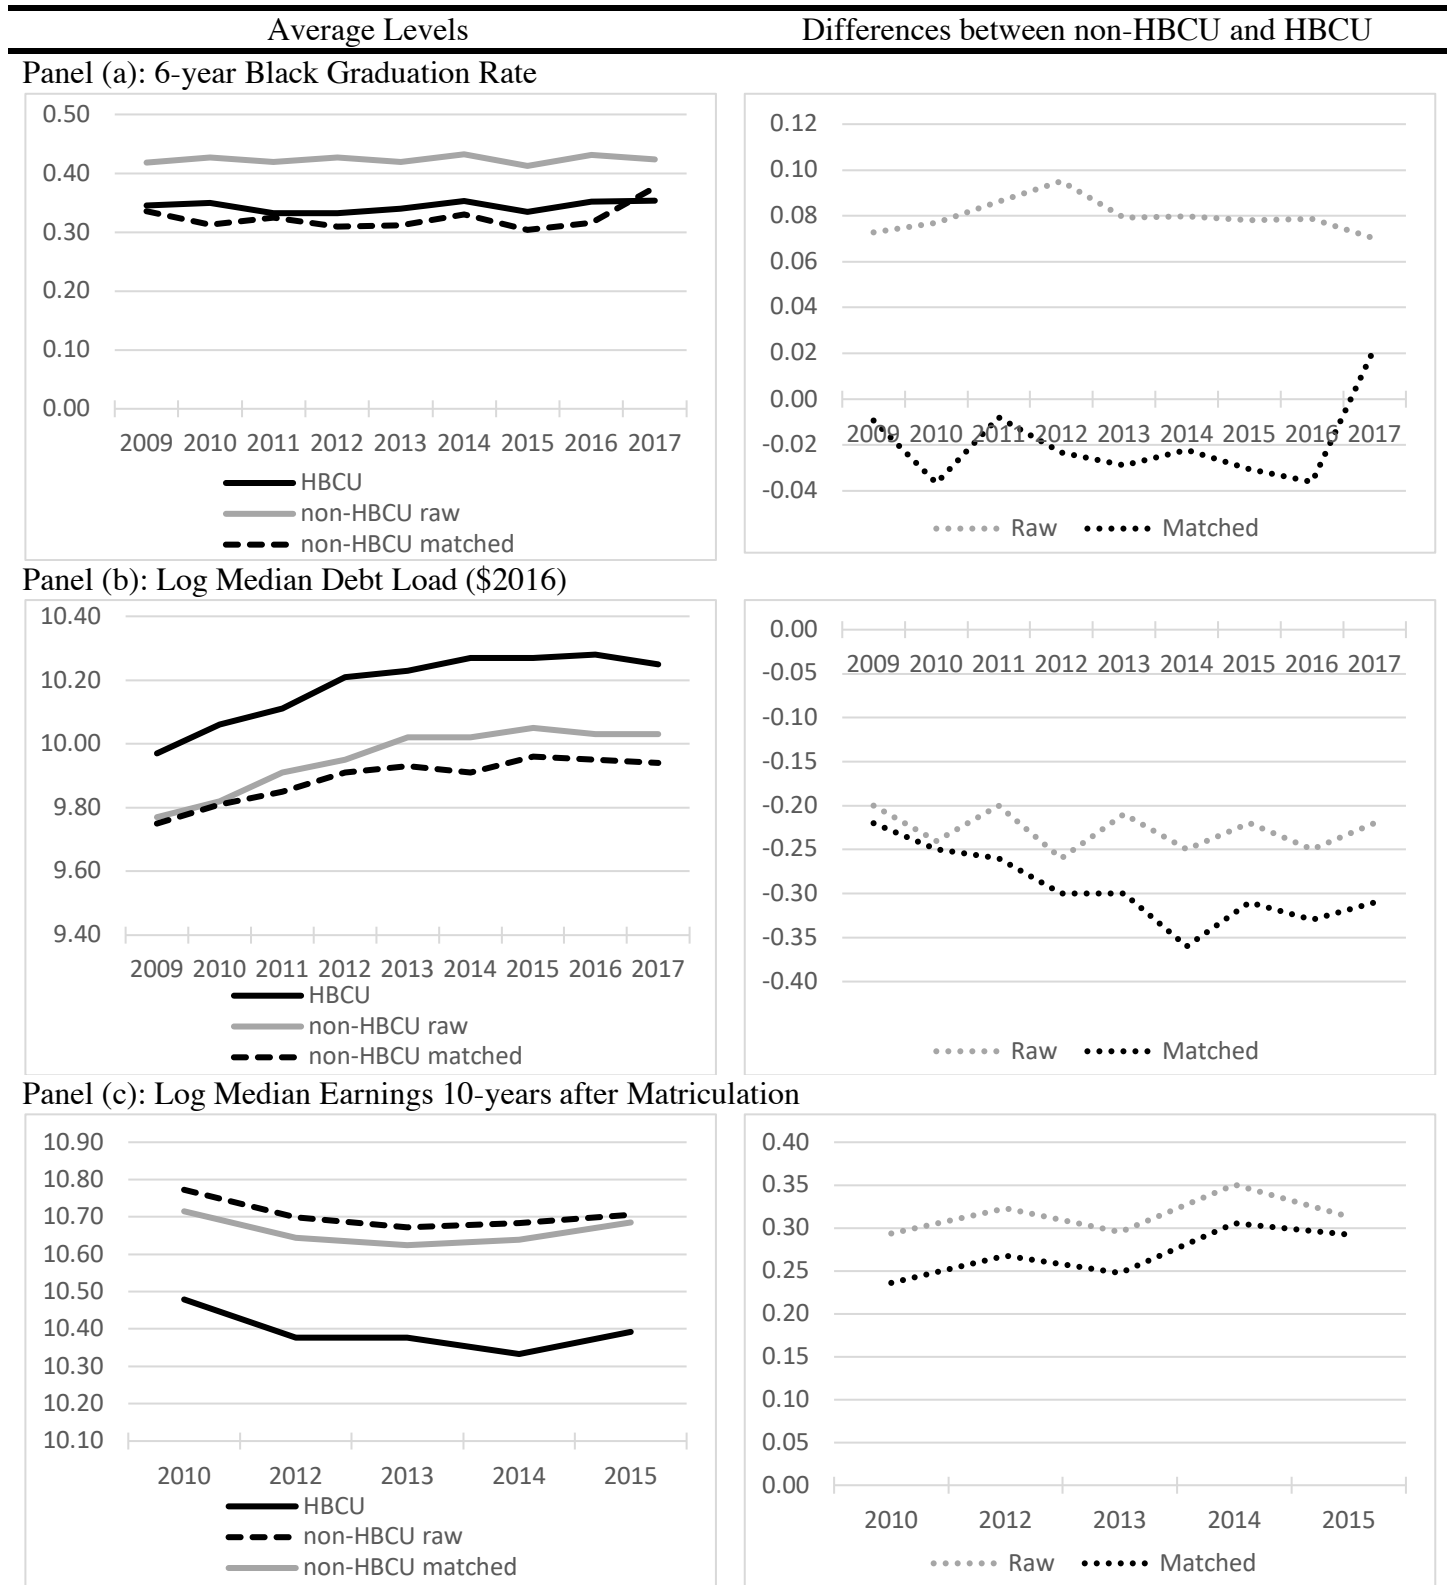 Average Levels
Differences between non-HBCU and HBCU
Panel (a): 6-year Black Graduation Rate
0.50
0.40
0.30
0.20
0.10
0.00
2009 2010 2011 2012 2013 2014 2015 2016 2017
HBCU
non-HBCU raw
non-HBCU matched
0.12
0.10
0.08
0.06
0.04
0.02
0.00
2009 2010 2011 2012 2013 2014 2015 2016 2017
-0.02
-0.04
Raw Matched
Panel (b): Log Median Debt Load ($2016)
10.40
10.20
10.00
9.80
9.60
9.40
2009 2010 2011 2012 2013 2014 2015 2016 2017
HBCU
non-HBCU raw
non-HBCU matched
0.00
2009 2010 2011 2012 2013 2014 2015 2016 2017
-0.05
-0.10
-0.15
-0.20
-0.25
-0.30
-0.35
-0.40
Raw Matched
Panel (c): Log Median Earnings 10-years after Matriculation
10.90
10.80
10.70
10.60
10.50
10.40
10.30
10.20
10.10
2010 2012 2013 2014 2015
HBCU
non-HBCU raw
non-HBCU matched
0.40
0.35
0.30
0.25
0.20
0.15
0.10
0.05
0.00
2010 2012 2013 2014 2015
Raw Matched